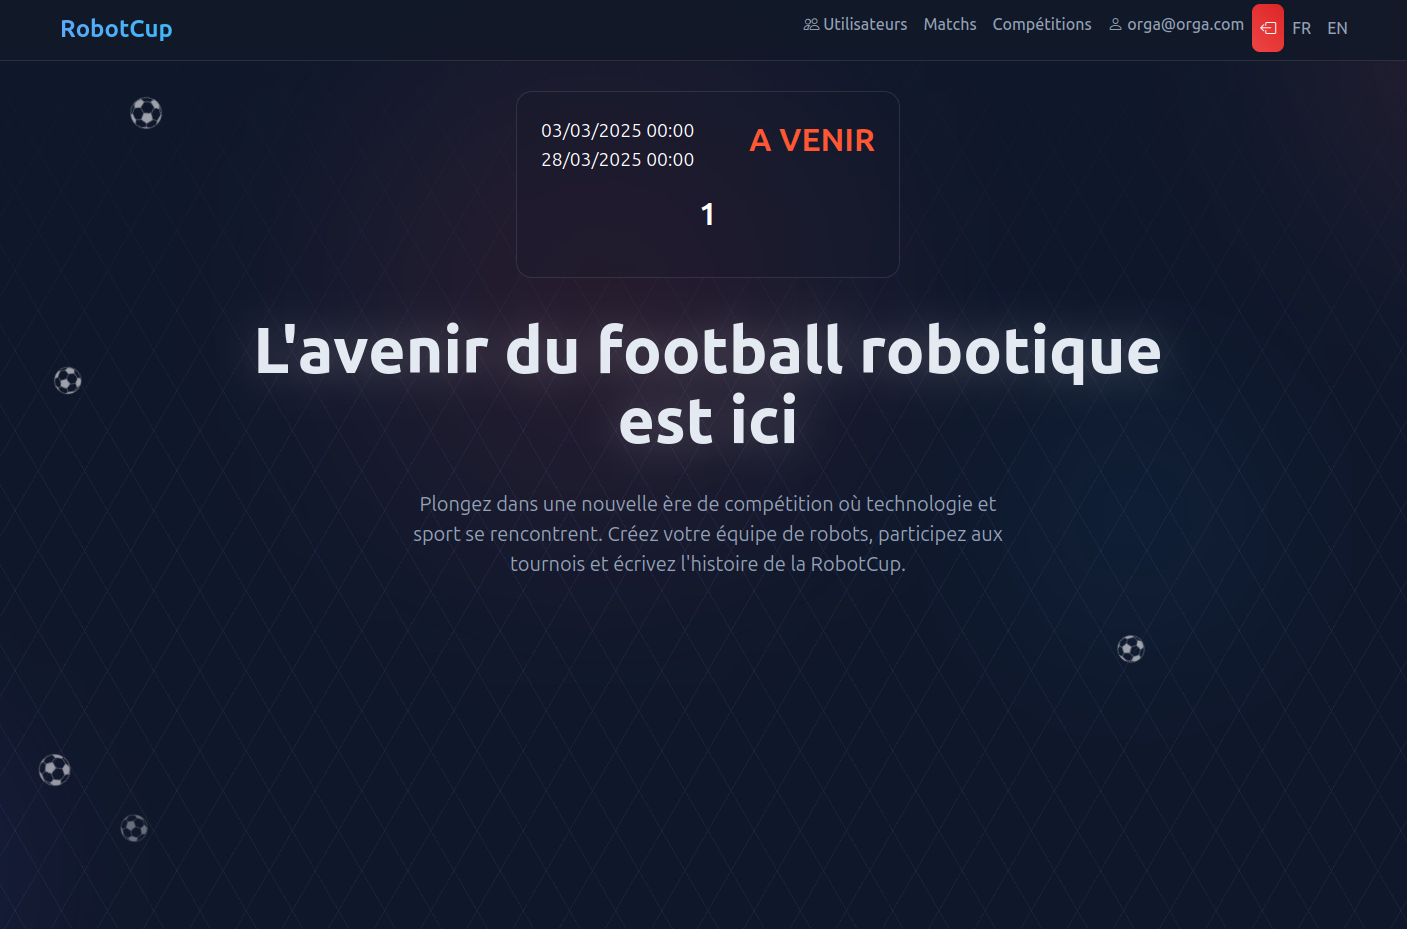 RobotCup
Utilisateurs Matchs Compétitions orga@orga.com FR EN
03/03/2025 00:00
28/03/2025 00:00
A VENIR
1
L'avenir du football robotique
est ici
Plongez dans une nouvelle ère de compétition où technologie et
sport se rencontrent. Créez votre équipe de robots, participez aux
tournois et écrivez l'histoire de la RobotCup.